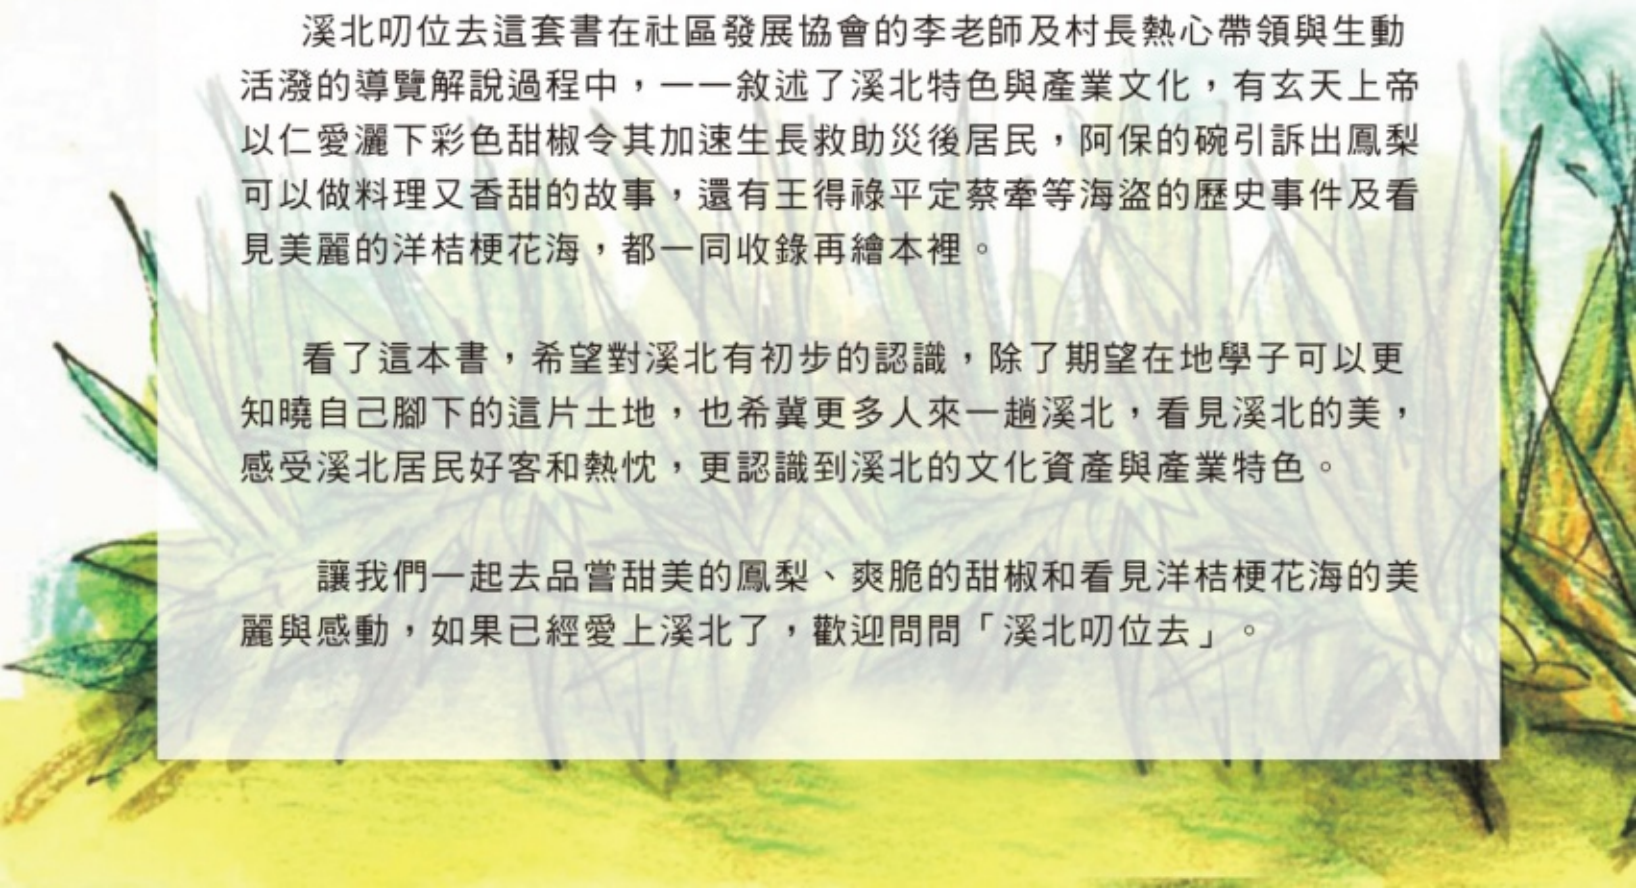 溪北叨位去這套書在社區發展協會的李老師及村長熱心帶領與生動
活潑的導覽解說過程中，一一敘述了溪北特色與產業文化，有玄天上帝
以仁愛灑下彩色甜椒令其加速生長救助災後居民，阿保的碗引訴出鳳梨
可以做料理又香甜的故事，還有王得祿平定蔡牽等海盜的歷史事件及看
見美麗的洋桔梗花海，都一同收錄再繪本裡。
看了這本書，希望對溪北有初步的認識，除了期望在地學子可以更
知曉自己腳下的這片土地，也希冀更多人來一趟溪北，看見溪北的美，
感受溪北居民好客和熱忱，更認識到溪北的文化資產與產業特色。
讓我們一起去品嘗甜美的鳳梨、爽脆的甜椒和看見洋桔梗花海的美
麗與感動，如果已經愛上溪北了，歡迎問問「溪北叨位去」。